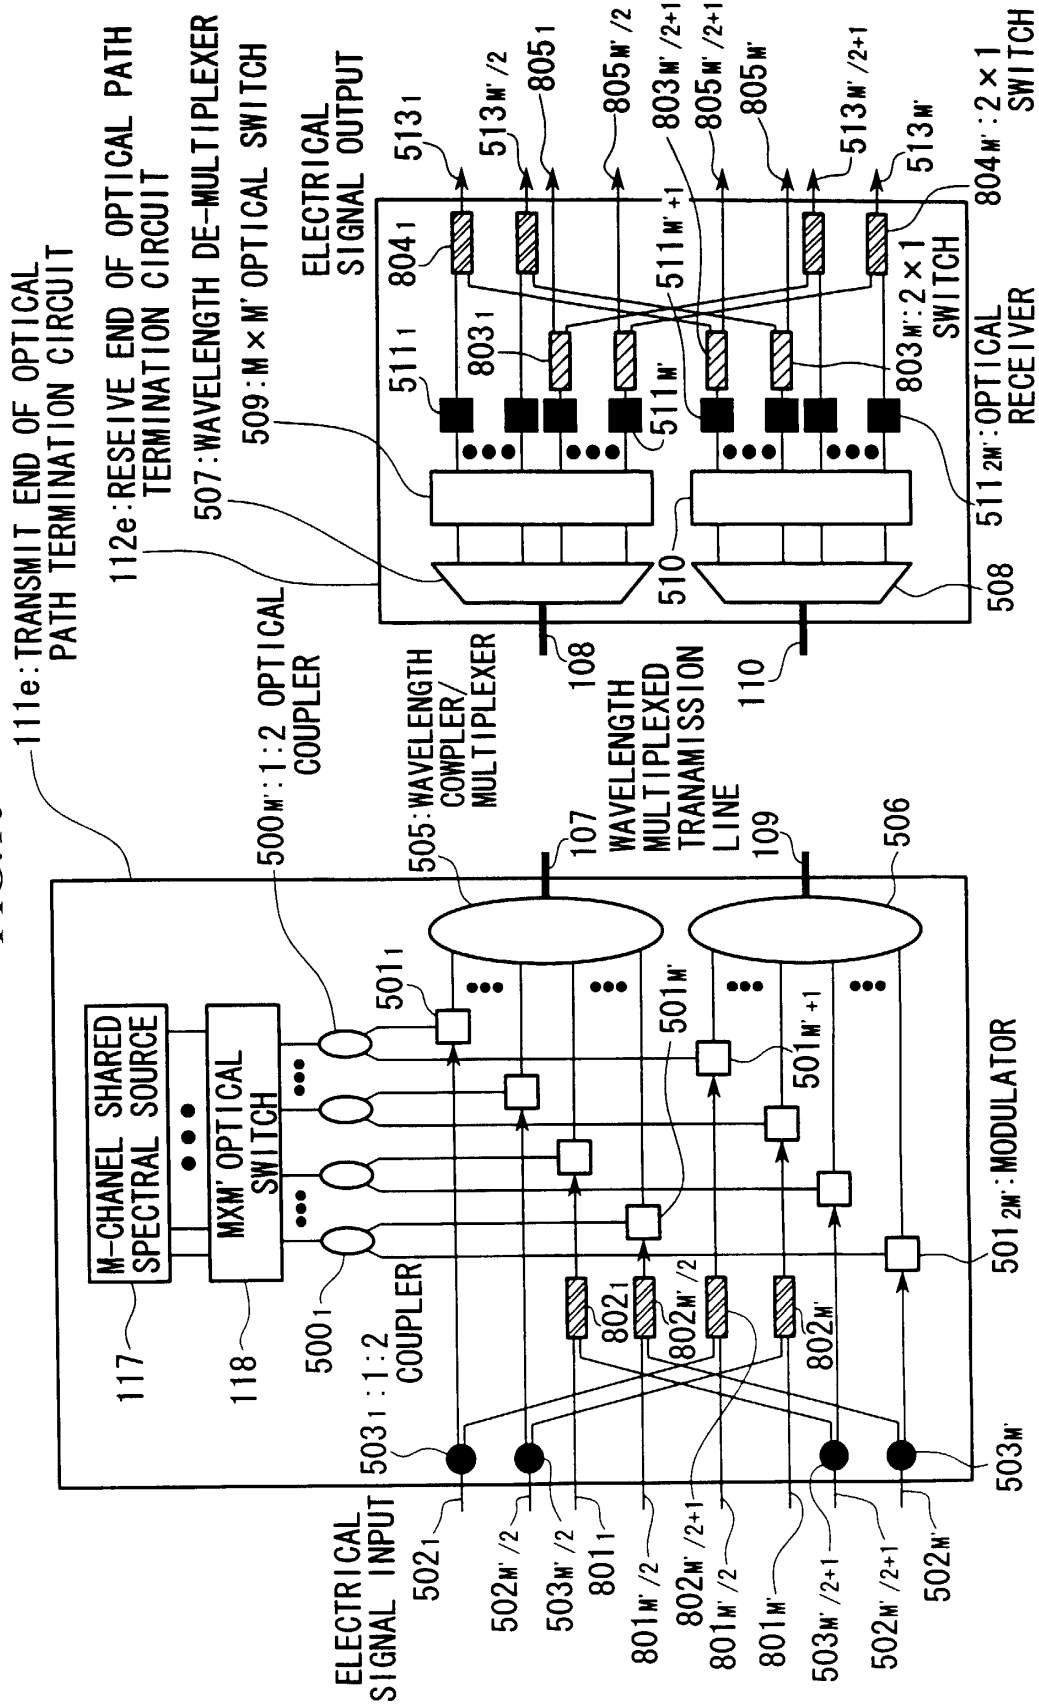 111e:TRANSMIT END OF OPTICAL
PATH TERMINATION CIRCUIT
112e:RESEIVE END OF OPTICAL PATH
TERMINATION CIRCUIT
507:WAVELENGTH DE-MULTIPLEXER
509:M×M'OPTICAL SWITCH
ELECTRICAL
SIGNAL OUTPUT
513₁
513M'/2
805₁
805M'/2
803M'/2+1
805M'/2+1
805M'
513M'/2+1
513M'
804M':2×1
SWITCH
804₁
803₁
511₁
511M'
511M'+1
803M':2×1
SWITCH
511₂M':OPTICAL
RECEIVER
510
508
108
110
500M':1:2 OPTICAL
COUPLER
505:WAVELENGTH
COWPLER/
MULTIPLEXER
107
WAVELENGTH
MULTIPLEXED
TRANAMISSION
LINE
109
506
M-CHANNEL SHARED
SPECTRAL SOURCE
MXM'OPTICAL
SWITCH
117
118
500₁
501₁
501M'
501M'+1
501₂M':MODULATOR
503₁:1:2
COUPLER
802₁
802M'/2
802M'
503M'
ELECTRICAL
SIGNAL INPUT
502₁
502M'/2
503M'/2
801₁
801M'/2
802M'/2+1
801M'/2
801M'
503M'/2+1
502M'/2+1
502M'